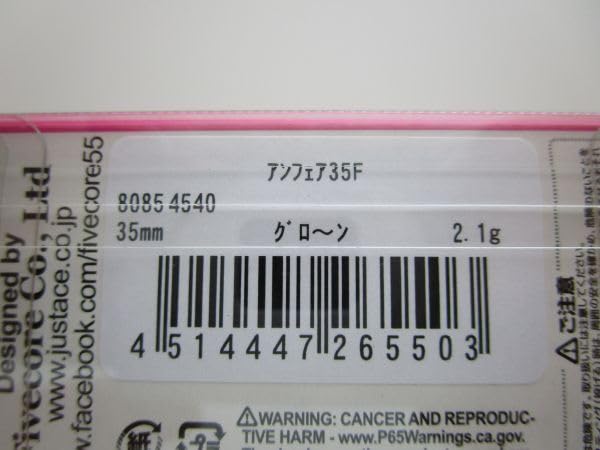 ｱﾝﾌｪｱ35F
8085 4540
35mm ｸﾞﾛ～ﾝ 2.1g
4 514447 265503
⚠WARNING: CANCER AND REPRODUC-
TIVE HARM - www.P65Warnings.ca.gov.
Designed by
Fivecore Co., Ltd
www.justace.co.jp
w.facebook.com/fivecore55
⚠ご注意